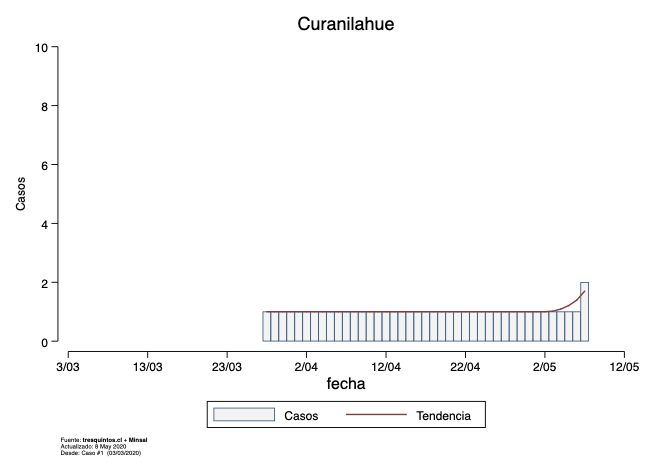 Curanilahue
Casos
10
8
6
4
2
0
3/03 13/03 23/03 2/04 12/04 22/04 2/05 12/05
fecha
Casos Tendencia
Fuente: tresquintos.cl + Minsal
Actualizado: 8 May 2020
Desde: Caso #1 (03/03/2020)